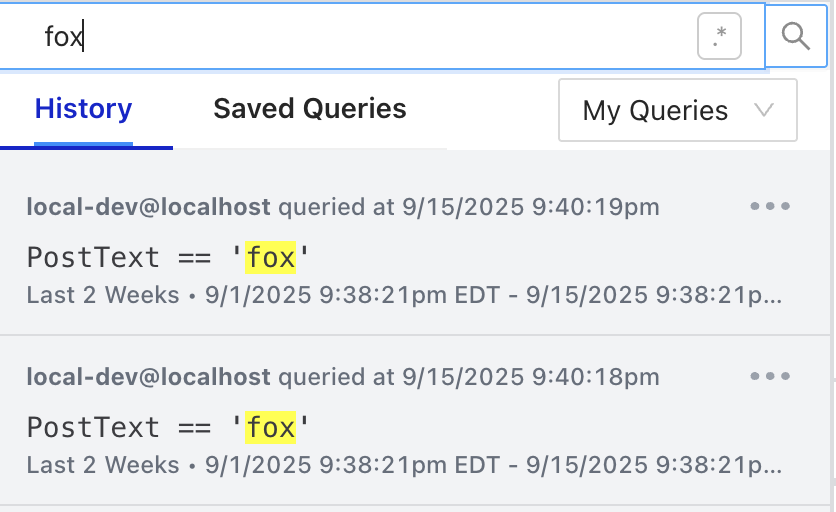 fox
.*
History
Saved Queries
My Queries
local-dev@localhost queried at 9/15/2025 9:40:19pm
PostText == 'fox'
Last 2 Weeks • 9/1/2025 9:38:21pm EDT - 9/15/2025 9:38:21p...
local-dev@localhost queried at 9/15/2025 9:40:18pm
PostText == 'fox'
Last 2 Weeks • 9/1/2025 9:38:21pm EDT - 9/15/2025 9:38:21p...